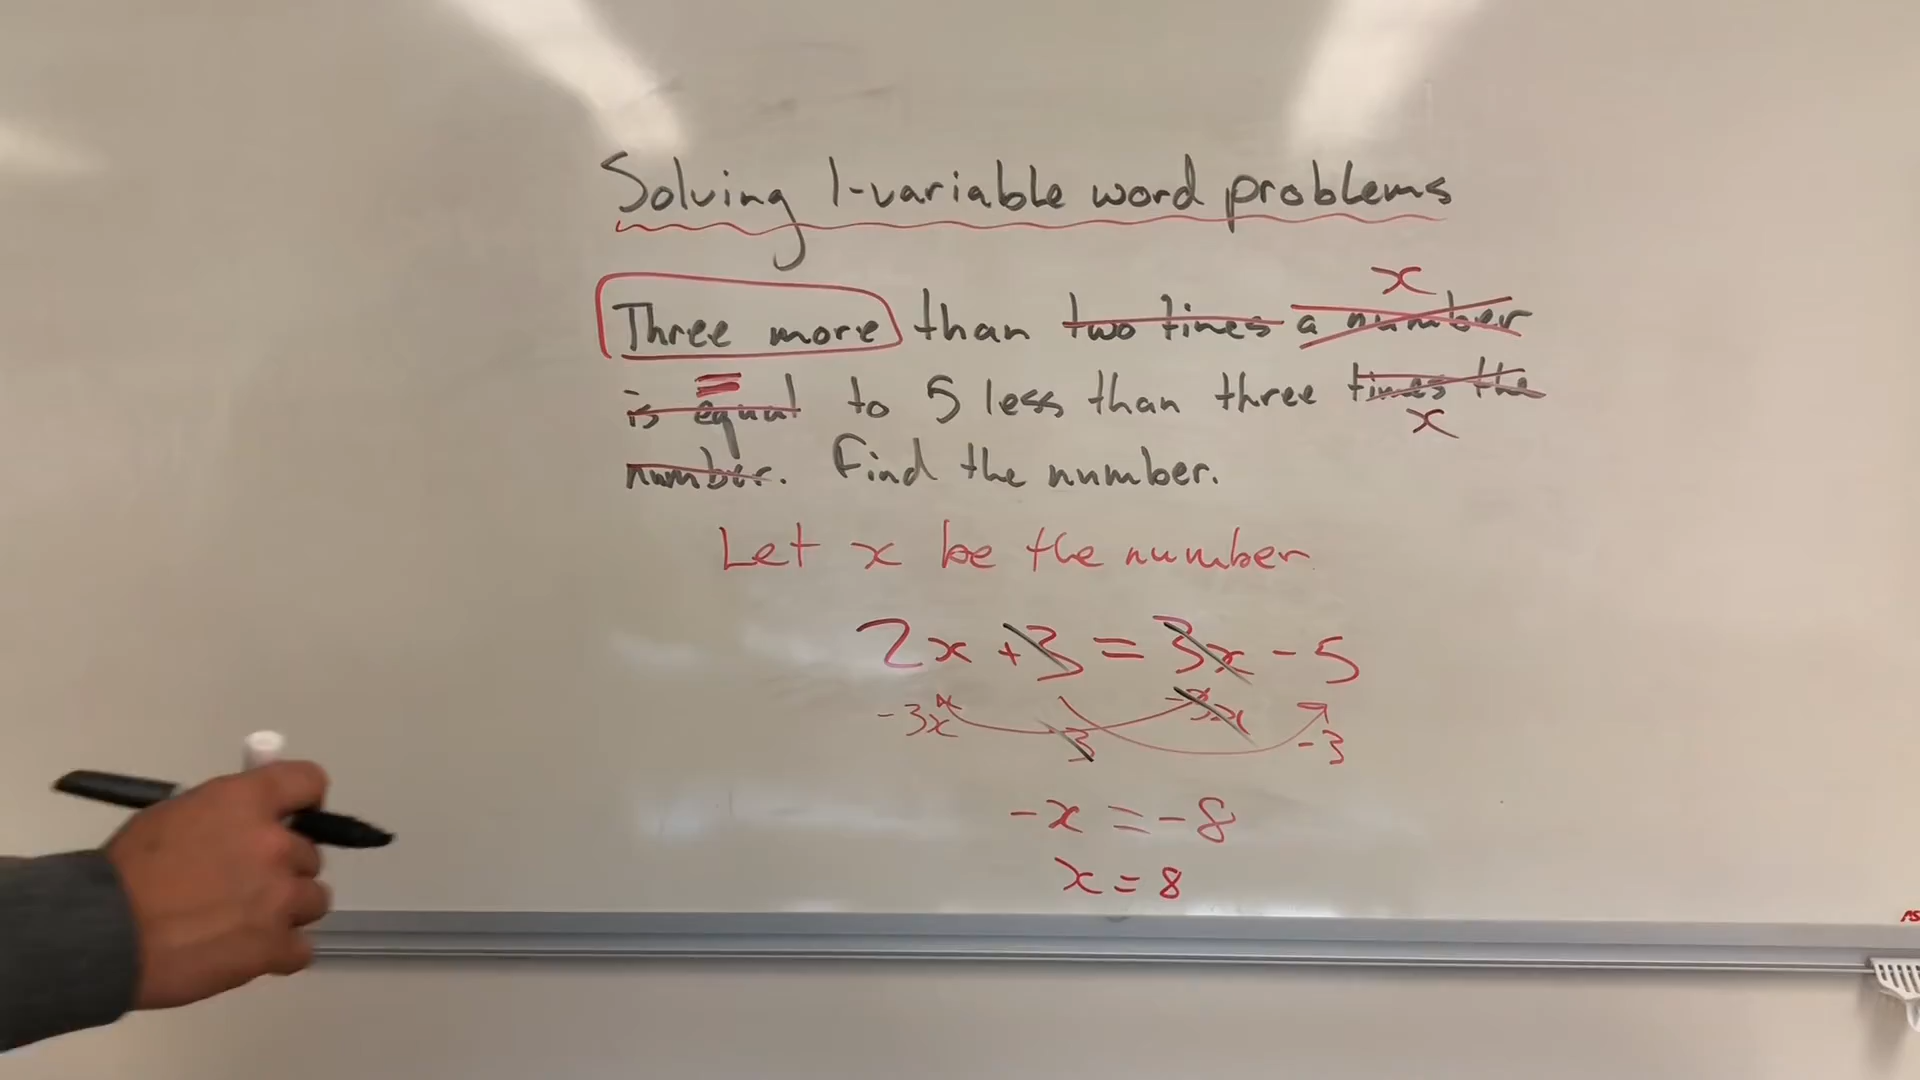 Solving 1-variable word problems
x
Three more than two times a number
=
is equal to 5 less than three times the
x
number. Find the number.
Let x be the number
2x +3 = 3x - 5
-3x -3 -3x -3
-x = -8
x = 8